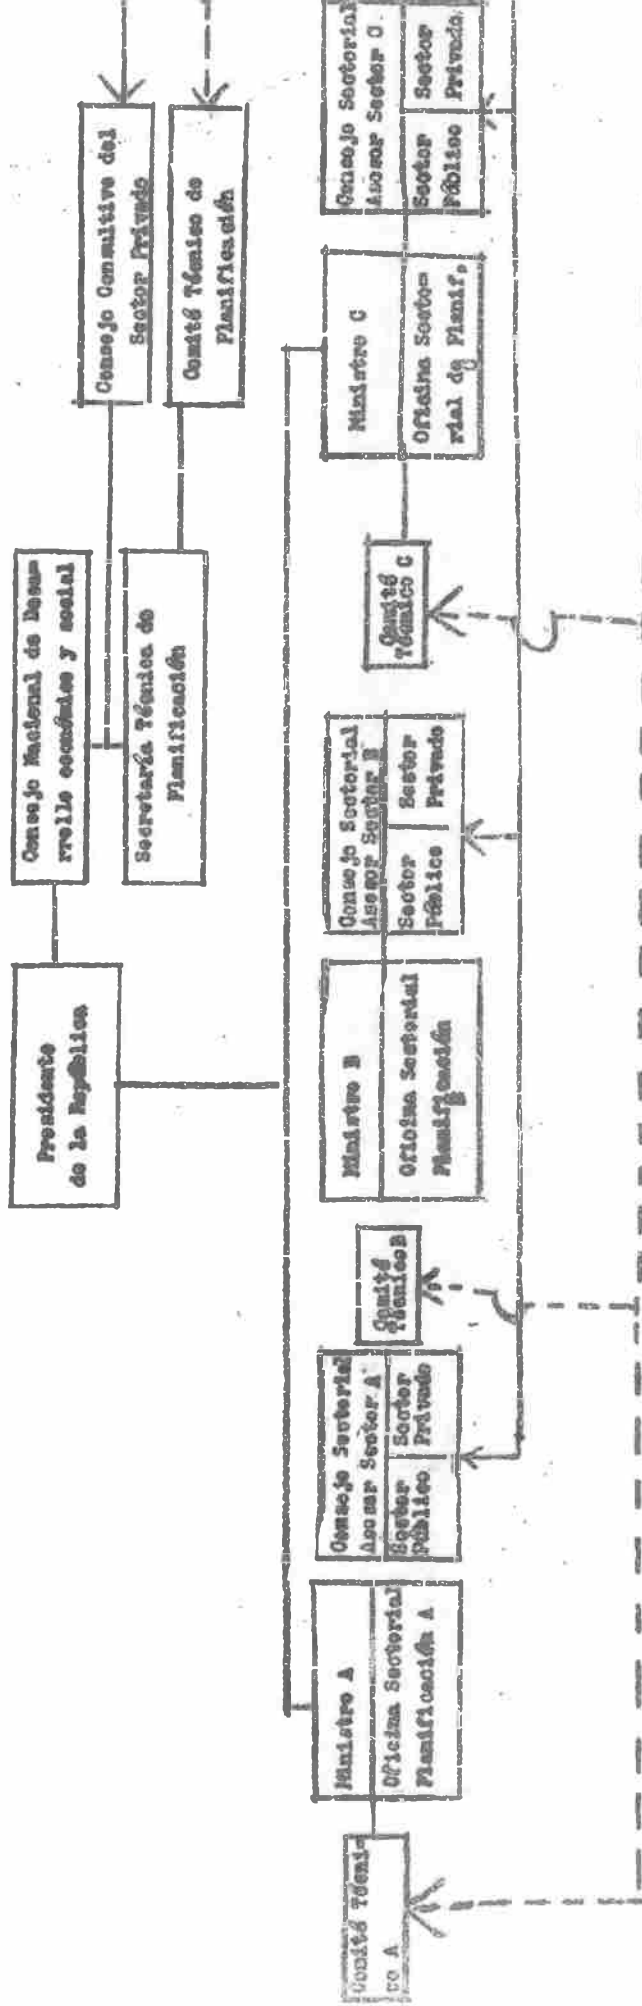 Presidente
de la República
Consejo Nacional de Desa-
rrollo económico y social
Secretaría Técnica de
Planificación
Consejo Consultivo del
Sector Privado
Comité Técnico de
Planificación
Comité Técni-
co A
Ministro A
Oficina Sectorial
Planificación A
Consejo Sectorial
Asesor Sector A
Sector
Público
Sector
Privado
Comité
Técnico B
Ministro B
Oficina Sectorial
Planificación
B
Consejo Sectorial
Asesor Sector B
Sector
Público
Sector
Privado
Comité
Técnico C
Ministro C
Oficina Secto-
rial de Planif.
Consejo Sectorial
Asesor Sector C.
Sector
Público
Sector
Privado